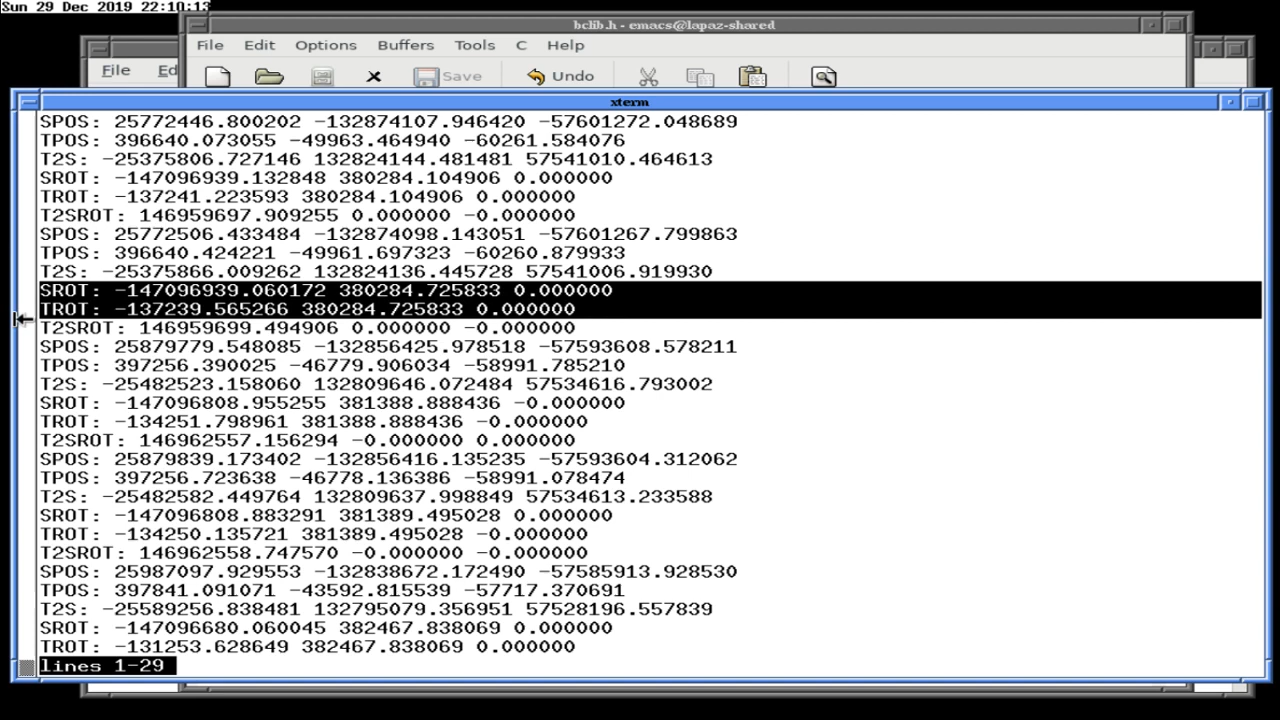 Sun 29 Dec 2019 22:10:13
bclib.h - emacs@lapaz-shared
File Edit Options Buffers Tools C Help
File Ed
Save Undo
xterm
SPOS: 25772446.800202 -132874107.946420 -57601272.048689
TPOS: 396640.073055 -49963.464940 -60261.584076
T2S: -25375806.727146 132824144.481481 57541010.464613
SROT: -147096939.132848 380284.104906 0.000000
TROT: -137241.223593 380284.104906 0.000000
T2SROT: 146959697.909255 0.000000 -0.000000
SPOS: 25772506.433484 -132874098.143051 -57601267.799863
TPOS: 396640.424221 -49961.697323 -60260.879933
T2S: -25375866.009262 132824136.445728 57541006.919930
SROT: -147096939.060172 380284.725833 0.000000
TROT: -137239.565266 380284.725833 0.000000
T2SROT: 146959699.494906 0.000000 -0.000000
SPOS: 25879779.548085 -132856425.978518 -57593608.578211
TPOS: 397256.390025 -46779.906034 -58991.785210
T2S: -25482523.158060 132809646.072484 57534616.793002
SROT: -147096808.955255 381388.888436 -0.000000
TROT: -134251.798961 381388.888436 -0.000000
T2SROT: 146962557.156294 -0.000000 0.000000
SPOS: 25879839.173402 -132856416.135235 -57593604.312062
TPOS: 397256.723638 -46778.136386 -58991.078474
T2S: -25482582.449764 132809637.998849 57534613.233588
SROT: -147096808.883291 381389.495028 0.000000
TROT: -134250.135721 381389.495028 -0.000000
T2SROT: 146962558.747570 -0.000000 -0.000000
SPOS: 25987097.929553 -132838672.172490 -57585913.928530
TPOS: 397841.091071 -43592.815539 -57717.370691
T2S: -25589256.838481 132795079.356951 57528196.557839
SROT: -147096680.060045 382467.838069 0.000000
TROT: -131253.628649 382467.838069 0.000000
lines 1-29